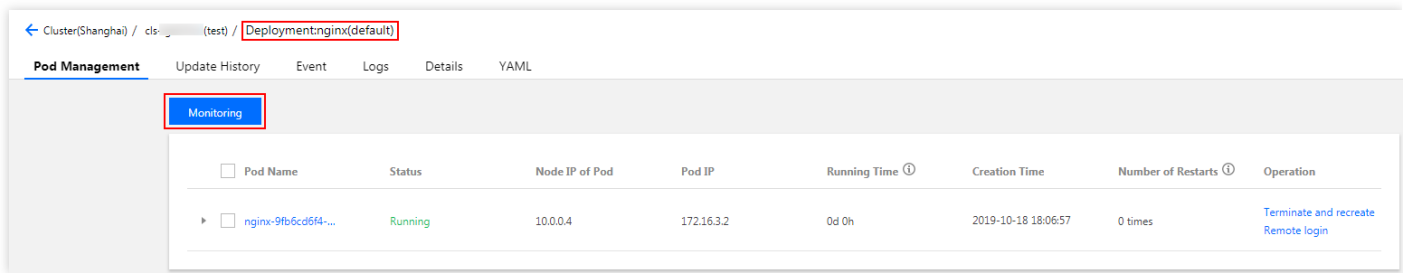 Cluster(Shanghai) / cls- (test) / Deployment:nginx(default)
Pod Management Update History Event Logs Details YAML
Monitoring
Pod Name Status Node IP of Pod Pod IP Running Time Creation Time Number of Restarts Operation
nginx-9fb6cd6f4-... Running 10.0.0.4 172.16.3.2 0d 0h 2019-10-18 18:06:57 0 times Terminate and recreate
Remote login